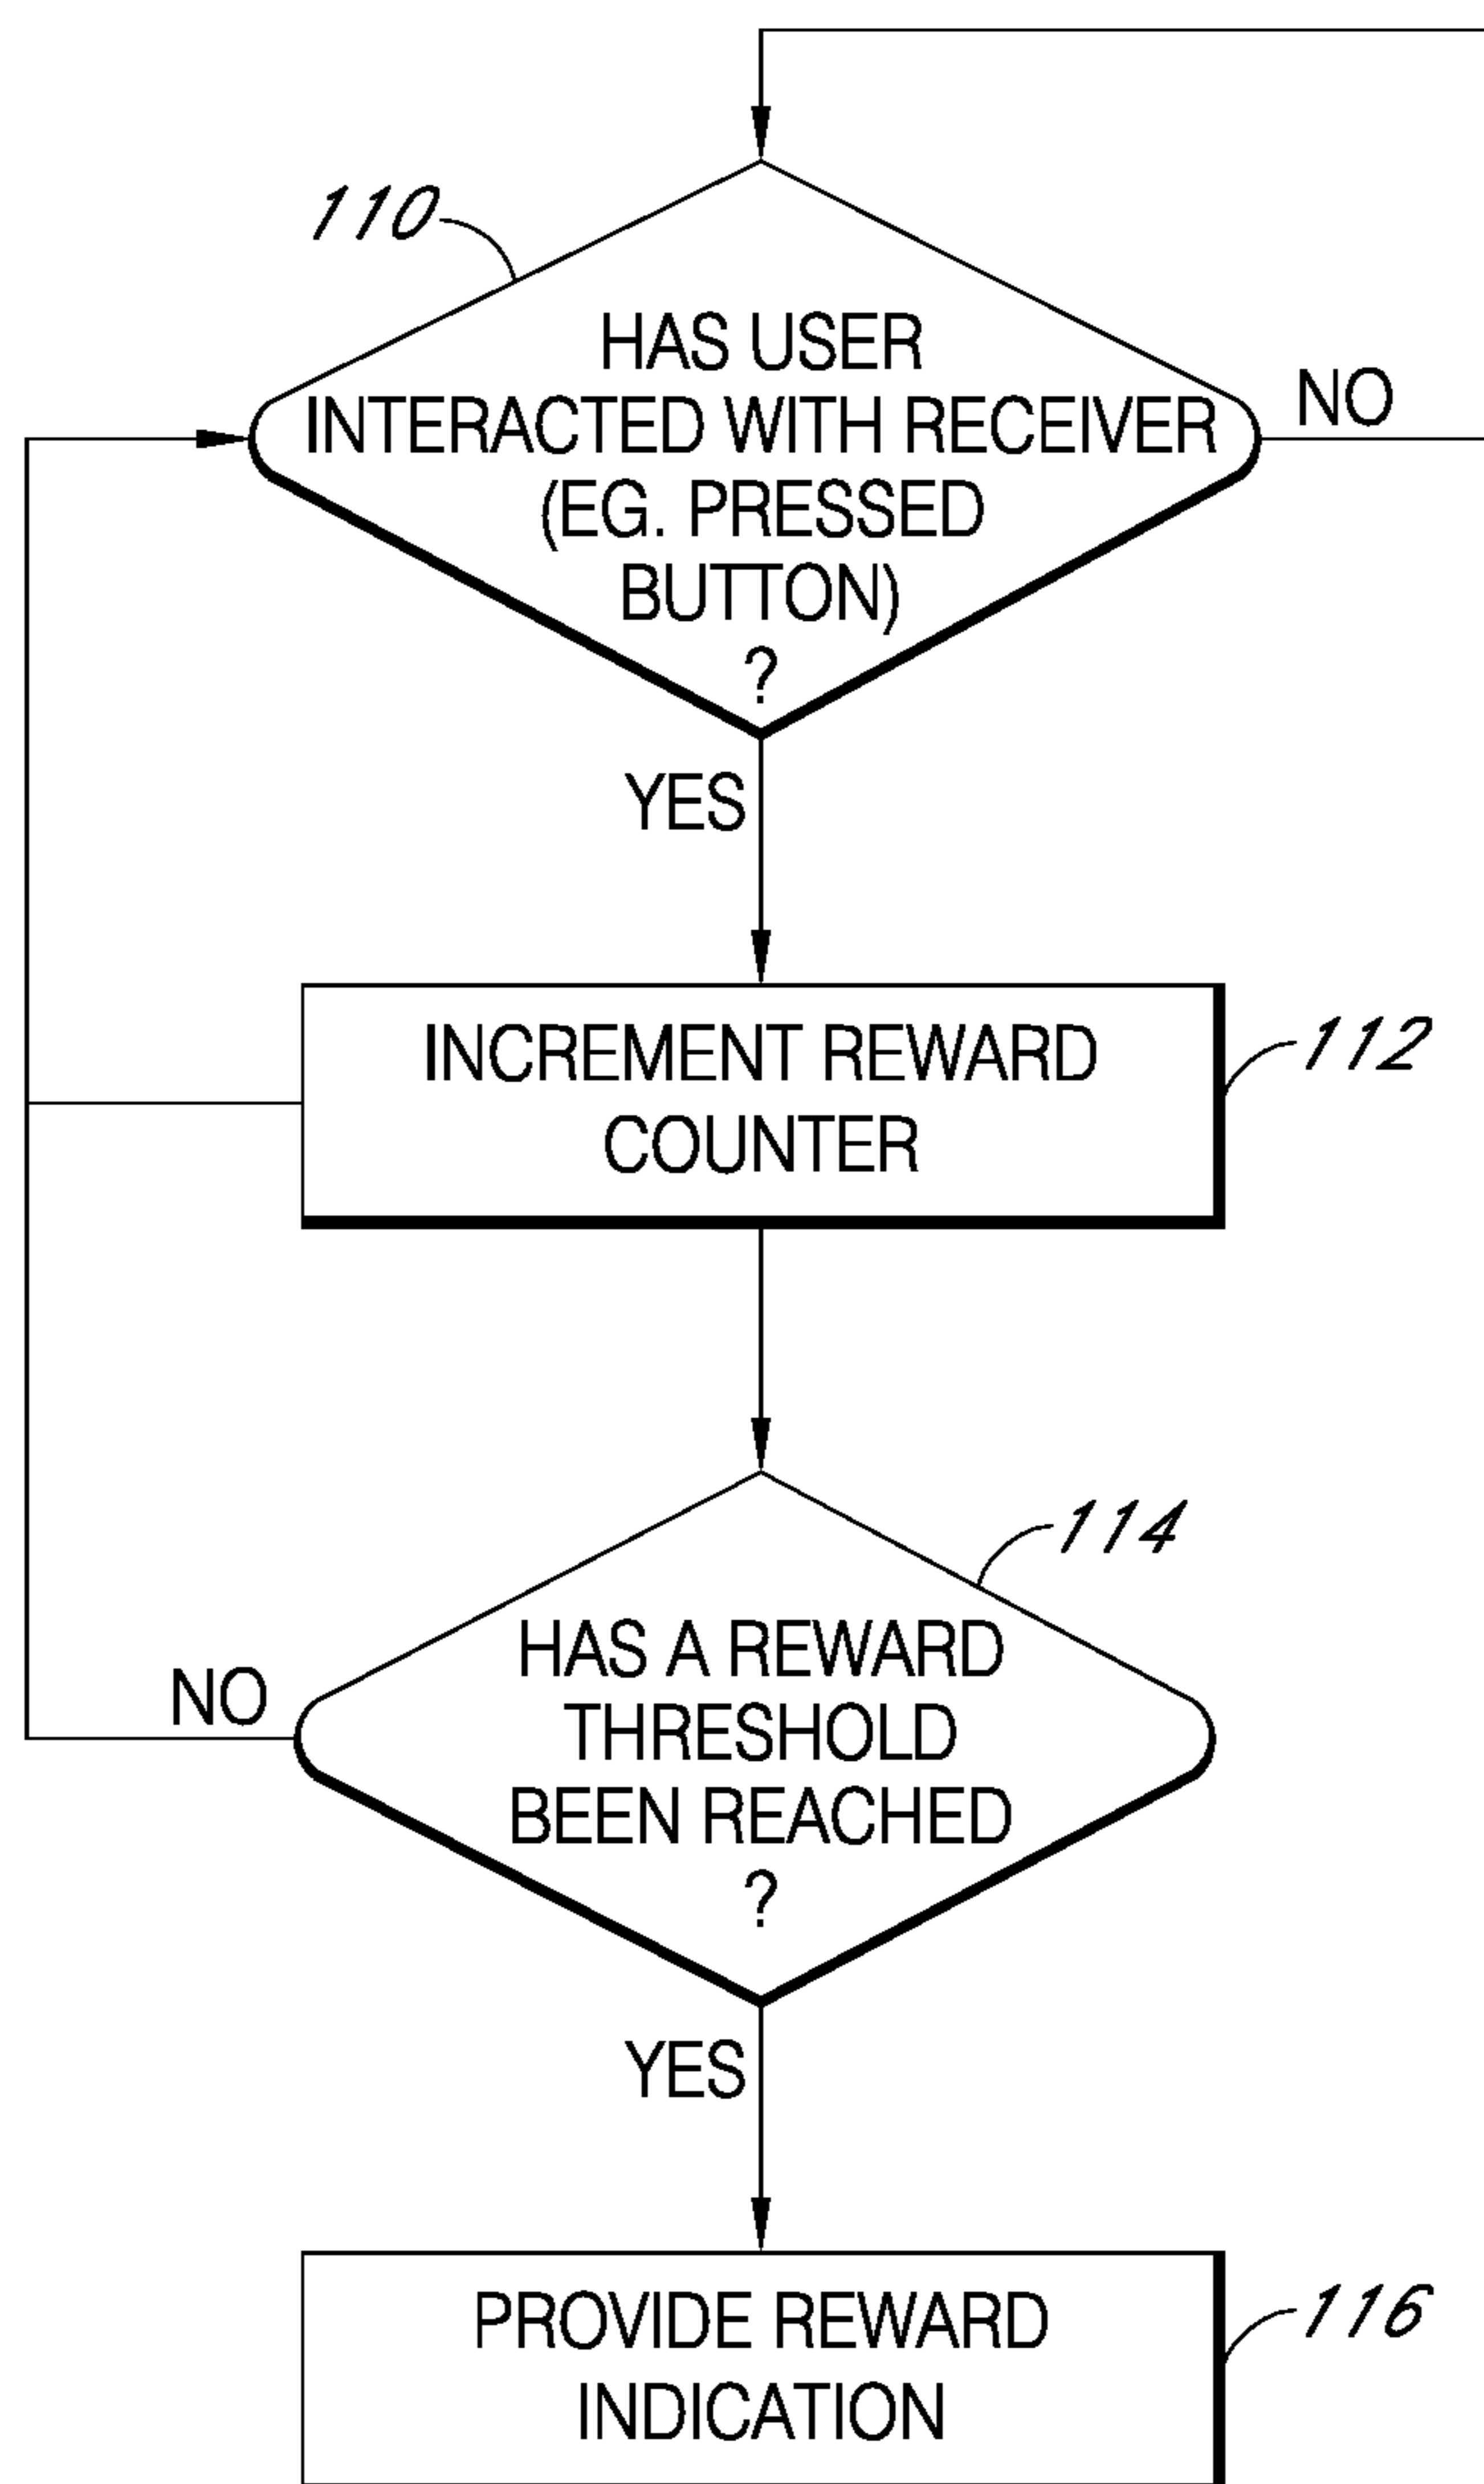 110
HAS USER
INTERACTED WITH RECEIVER
(EG. PRESSED
BUTTON)
?
NO
YES
INCREMENT REWARD
COUNTER
112
114
HAS A REWARD
THRESHOLD
BEEN REACHED
?
NO
YES
PROVIDE REWARD
INDICATION
116